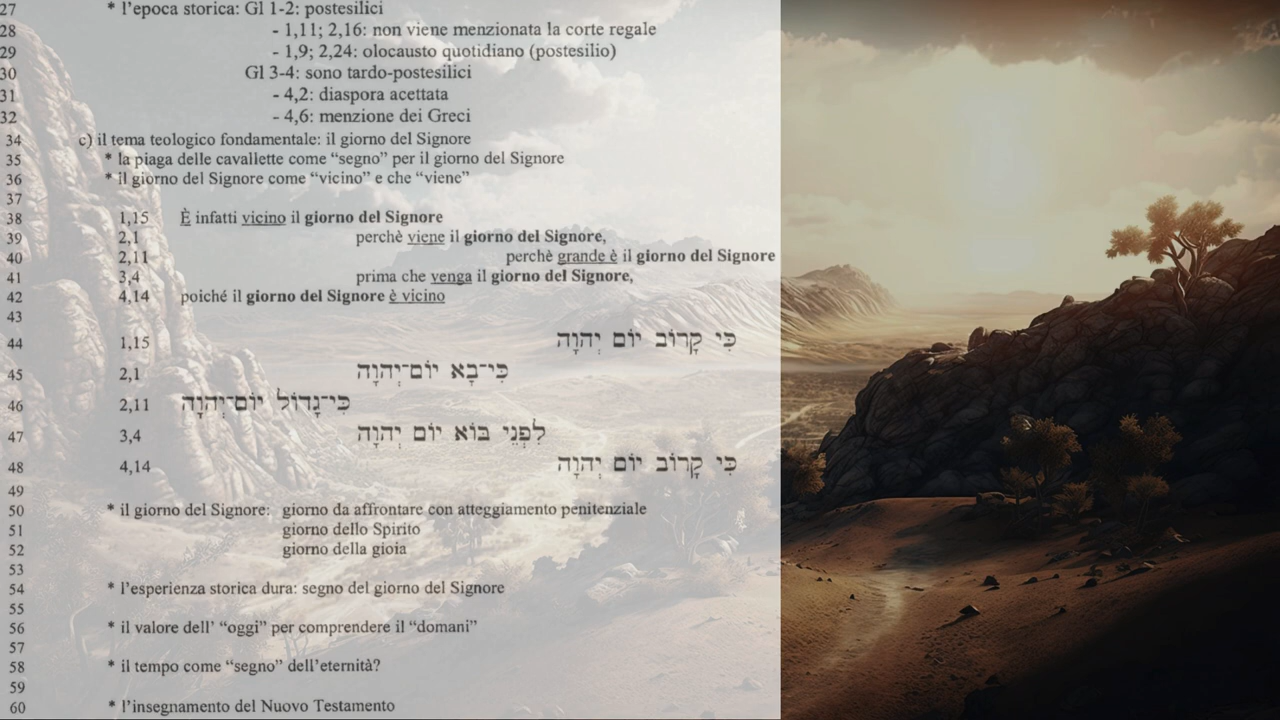 27 * l'epoca storica: Gl 1-2: postesilici
28 - 1,11; 2,16: non viene menzionata la corte regale
29 - 1,9; 2,24: olocausto quotidiano (postesilio)
30 Gl 3-4: sono tardo-postesilici
31 - 4,2: diaspora acettata
32 - 4,6: menzione dei Greci
34 c) il tema teologico fondamentale: il giorno del Signore
35 * la piaga delle cavallette come “segno” per il giorno del Signore
36 * il giorno del Signore come “vicino” e che “viene”
37
38 1,15 È infatti vicino il giorno del Signore
39 2,1 perchè viene il giorno del Signore,
40 2,11 perchè grande è il giorno del Signore
41 3,4 prima che venga il giorno del Signore,
42 4,14 poiché il giorno del Signore è vicino
43
44 1,15 כִּי קָרוֹב יוֹם יְהוָה
45 2,1 כִּי־בָא יוֹם־יְהוָה
46 2,11 כִּי־גָדוֹל יוֹם־יְהוָה
47 3,4 לִפְנֵי בּוֹא יוֹם יְהוָה
48 4,14 כִּי קָרוֹב יוֹם יְהוָה
49
50 * il giorno del Signore: giorno da affrontare con atteggiamento penitenziale
51 giorno dello Spirito
52 giorno della gioia
53
54 * l'esperienza storica dura: segno del giorno del Signore
55
56 * il valore dell' “oggi” per comprendere il “domani”
57
58 * il tempo come “segno” dell'eternità?
59
60 * l'insegnamento del Nuovo Testamento